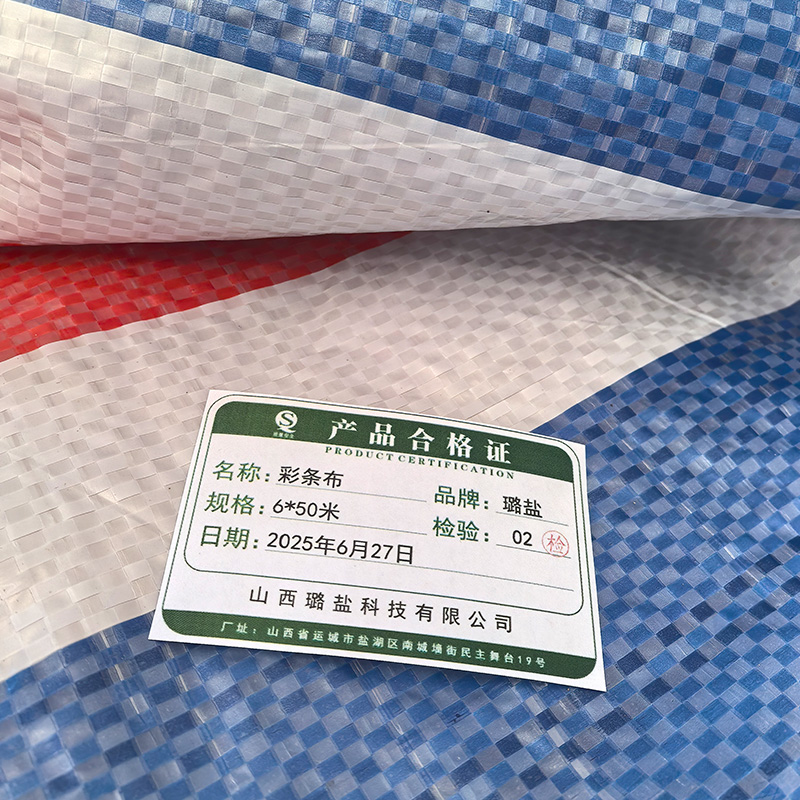 产品合格证
PRODUCT CERTIFICATION
名称：彩条布
品牌：璐盐
规格：6*50米
检验：02 检
日期：2025年6月27日
山西璐盐科技有限公司
厂址：山西省运城市盐湖区南城墙街民主舞台19号